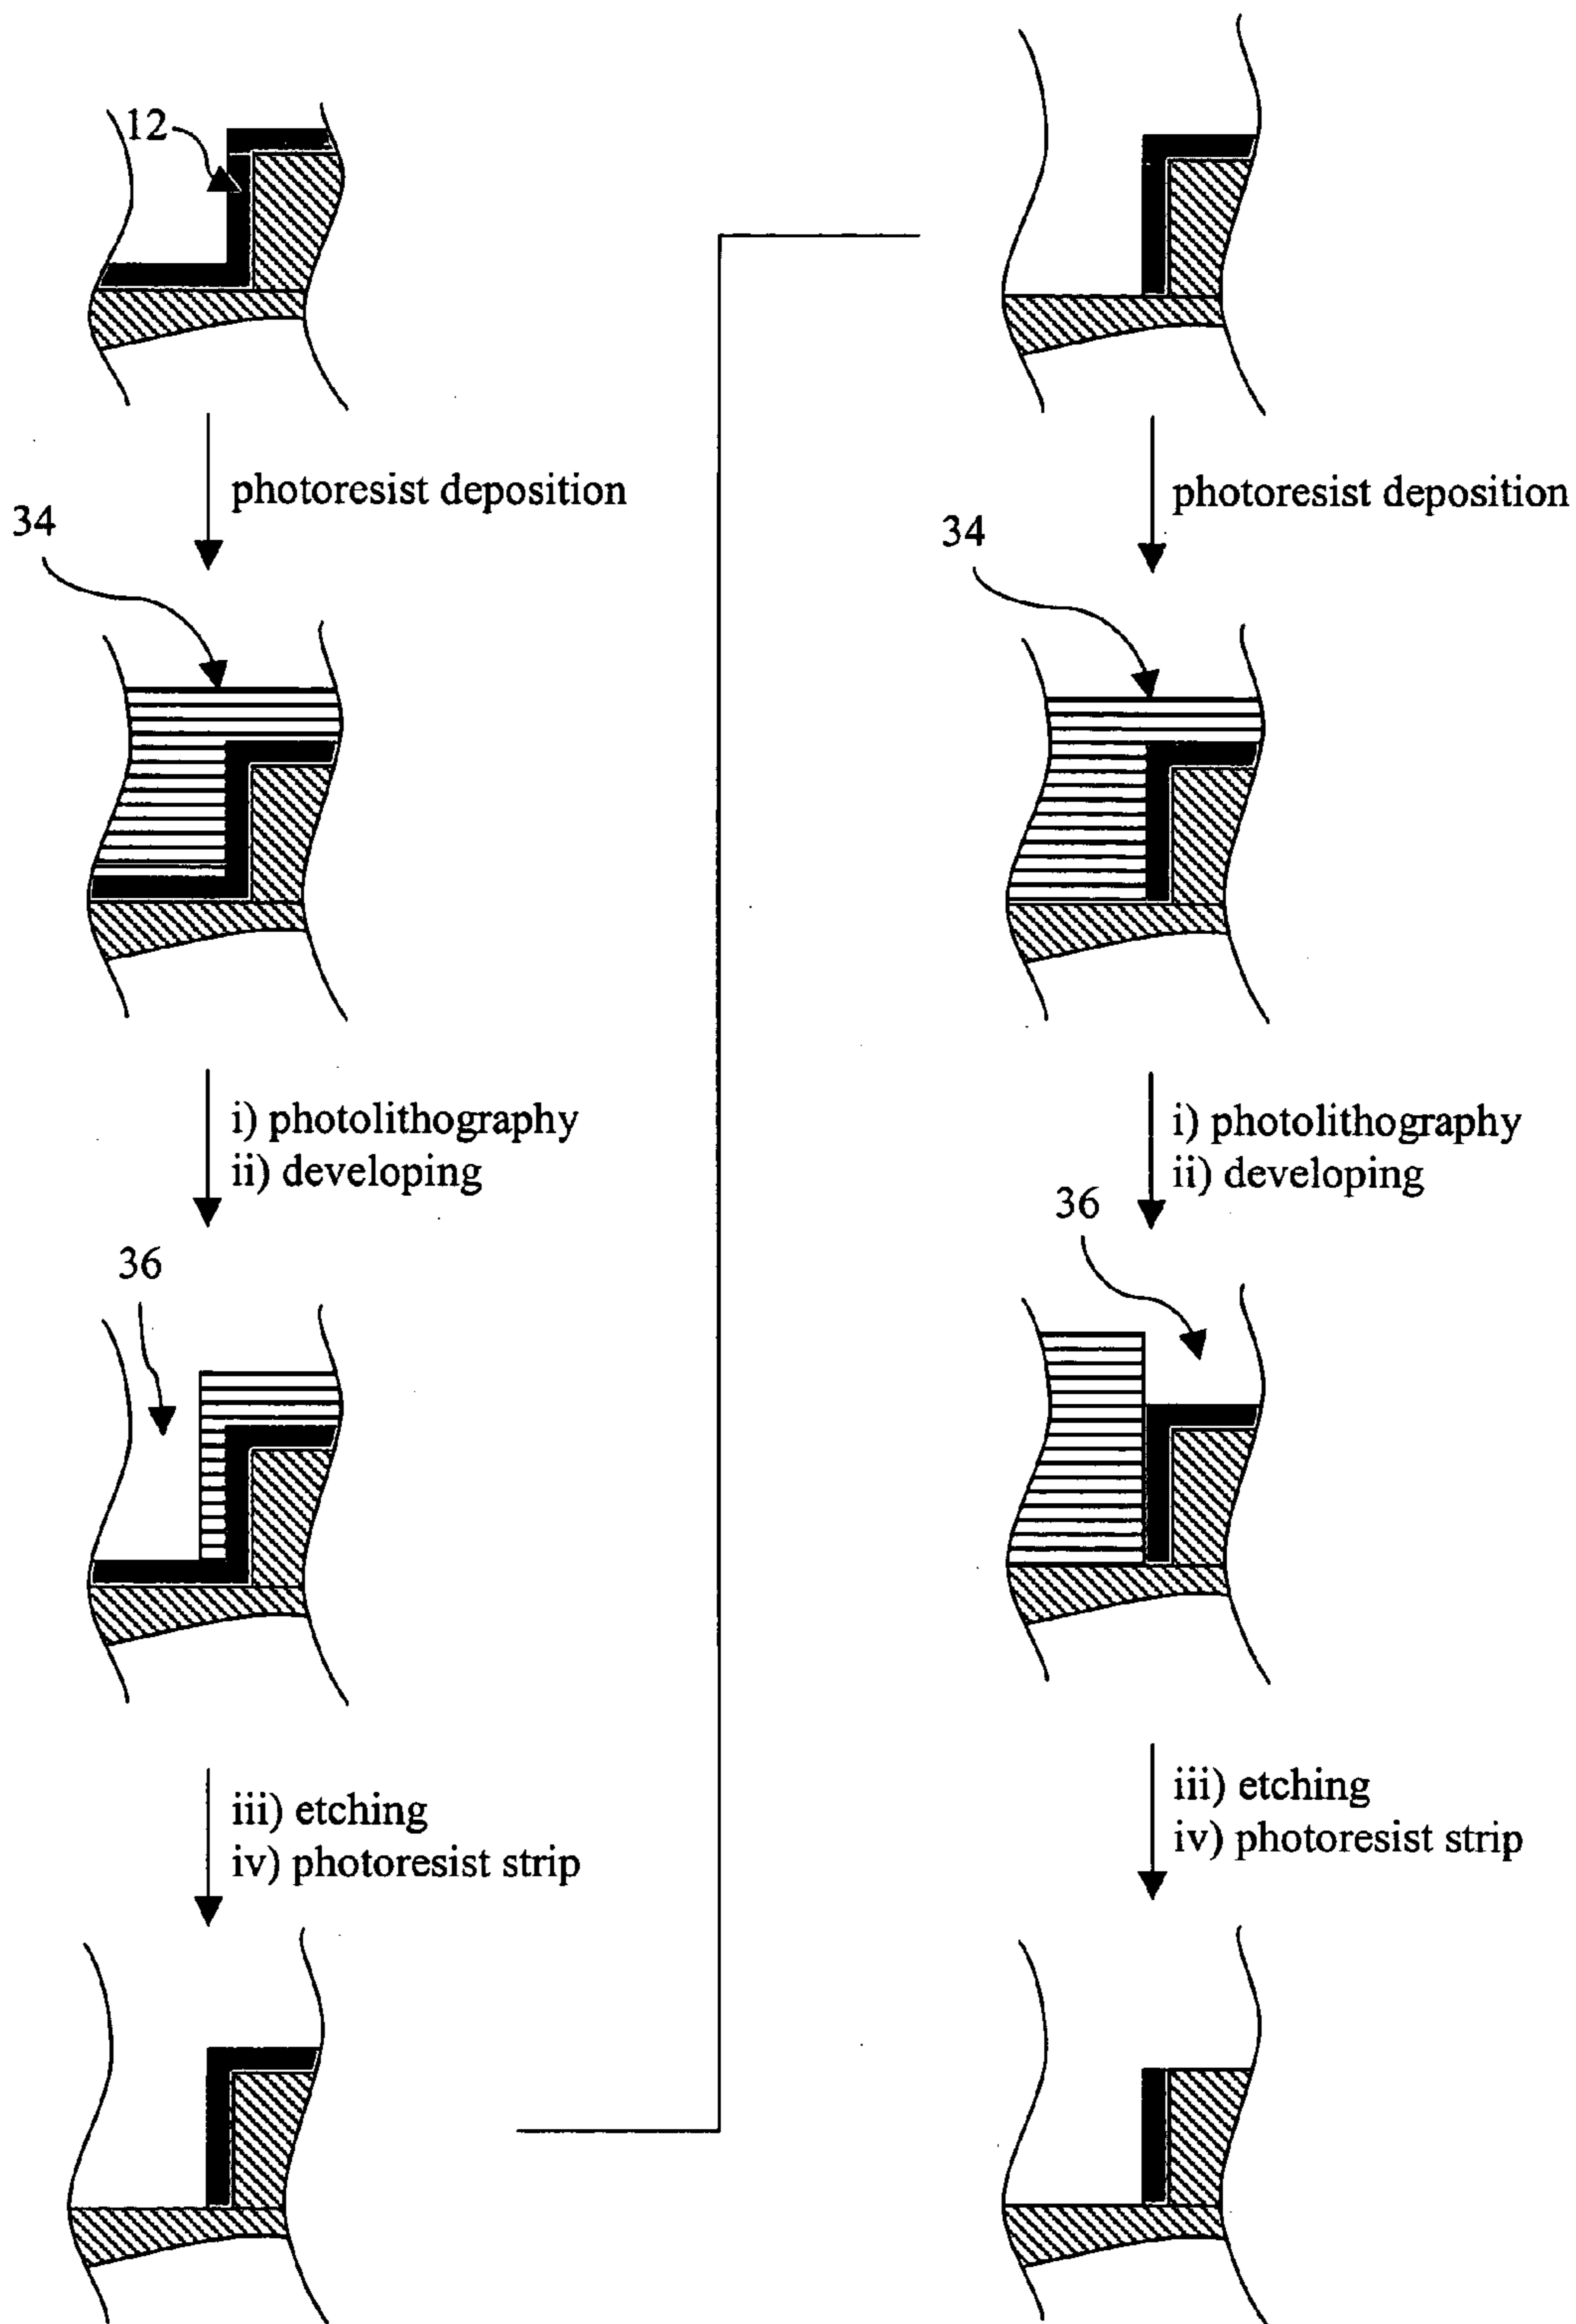 12
photoresist deposition
34
i) photolithography
ii) developing
36
iii) etching
iv) photoresist strip
photoresist deposition
34
i) photolithography
ii) developing
36
iii) etching
iv) photoresist strip